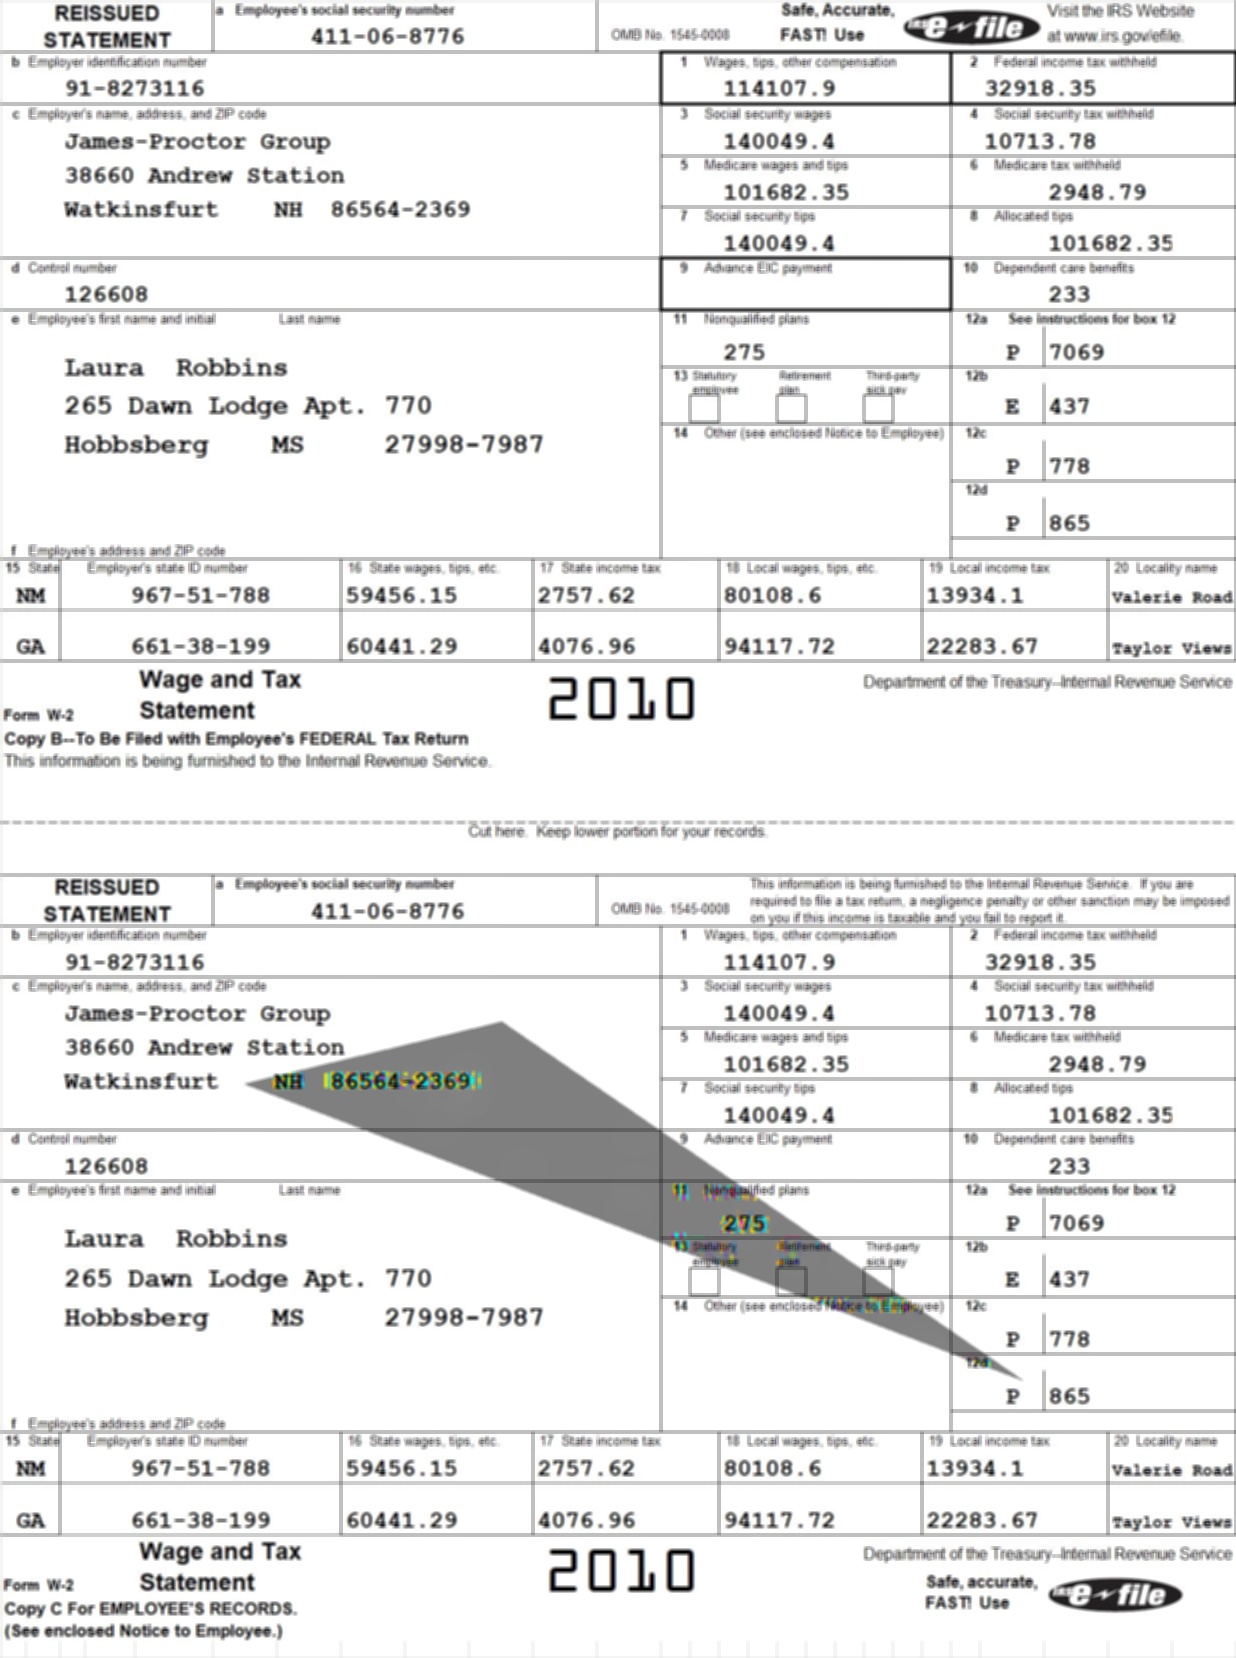 REISSUED STATEMENT
a Employee's social security number
411-06-8776
OMB No. 1545-0008
Safe, Accurate, FAST! Use
IRS e-file
Visit the IRS Website at www.irs.gov/efile.
b Employer identification number
91-8273116
1 Wages, tips, other compensation
114107.9
2 Federal income tax withheld
32918.35
c Employer's name, address, and ZIP code
James-Proctor Group
38660 Andrew Station
Watkinsfurt NH 86564-2369
3 Social security wages
140049.4
4 Social security tax withheld
10713.78
5 Medicare wages and tips
101682.35
6 Medicare tax withheld
2948.79
7 Social security tips
140049.4
8 Allocated tips
101682.35
d Control number
126608
9 Advance EIC payment
10 Dependent care benefits
233
e Employee's first name and initial Last name
Laura Robbins
265 Dawn Lodge Apt. 770
Hobbsberg MS 27998-7987
f Employee's address and ZIP code
11 Nonqualified plans
275
12a See instructions for box 12
P 7069
13 Statutory employee
Retirement plan
Third-party sick pay
12b
E 437
14 Other (see enclosed Notice to Employee)
12c
P 778
12d
P 865
15 State Employer's state ID number 16 State wages, tips, etc. 17 State income tax 18 Local wages, tips, etc. 19 Local income tax 20 Locality name
NM 967-51-788 59456.15 2757.62 80108.6 13934.1 Valerie Road
GA 661-38-199 60441.29 4076.96 94117.72 22283.67 Taylor Views
Form W-2 Wage and Tax Statement
2010
Department of the Treasury--Internal Revenue Service
Copy B--To Be Filed with Employee's FEDERAL Tax Return
This information is being furnished to the Internal Revenue Service.
Cut here. Keep lower portion for your records.
REISSUED STATEMENT
a Employee's social security number
411-06-8776
OMB No. 1545-0008
This information is being furnished to the Internal Revenue Service. If you are
required to file a tax return, a negligence penalty or other sanction may be imposed
on you if this income is taxable and you fail to report it.
b Employer identification number
91-8273116
1 Wages, tips, other compensation
114107.9
2 Federal income tax withheld
32918.35
c Employer's name, address, and ZIP code
James-Proctor Group
38660 Andrew Station
Watkinsfurt NH 86564-2369
3 Social security wages
140049.4
4 Social security tax withheld
10713.78
5 Medicare wages and tips
101682.35
6 Medicare tax withheld
2948.79
7 Social security tips
140049.4
8 Allocated tips
101682.35
d Control number
126608
9 Advance EIC payment
10 Dependent care benefits
233
e Employee's first name and initial Last name
Laura Robbins
265 Dawn Lodge Apt. 770
Hobbsberg MS 27998-7987
f Employee's address and ZIP code
11 Nonqualified plans
275
12a See instructions for box 12
P 7069
13 Statutory employee
Retirement plan
Third-party sick pay
12b
E 437
14 Other (see enclosed Notice to Employee)
12c
P 778
12d
P 865
15 State Employer's state ID number 16 State wages, tips, etc. 17 State income tax 18 Local wages, tips, etc. 19 Local income tax 20 Locality name
NM 967-51-788 59456.15 2757.62 80108.6 13934.1 Valerie Road
GA 661-38-199 60441.29 4076.96 94117.72 22283.67 Taylor Views
Form W-2 Wage and Tax Statement
2010
Department of the Treasury--Internal Revenue Service
Safe, accurate, FAST! Use
IRS e-file
Copy C For EMPLOYEE'S RECORDS.
(See enclosed Notice to Employee.)